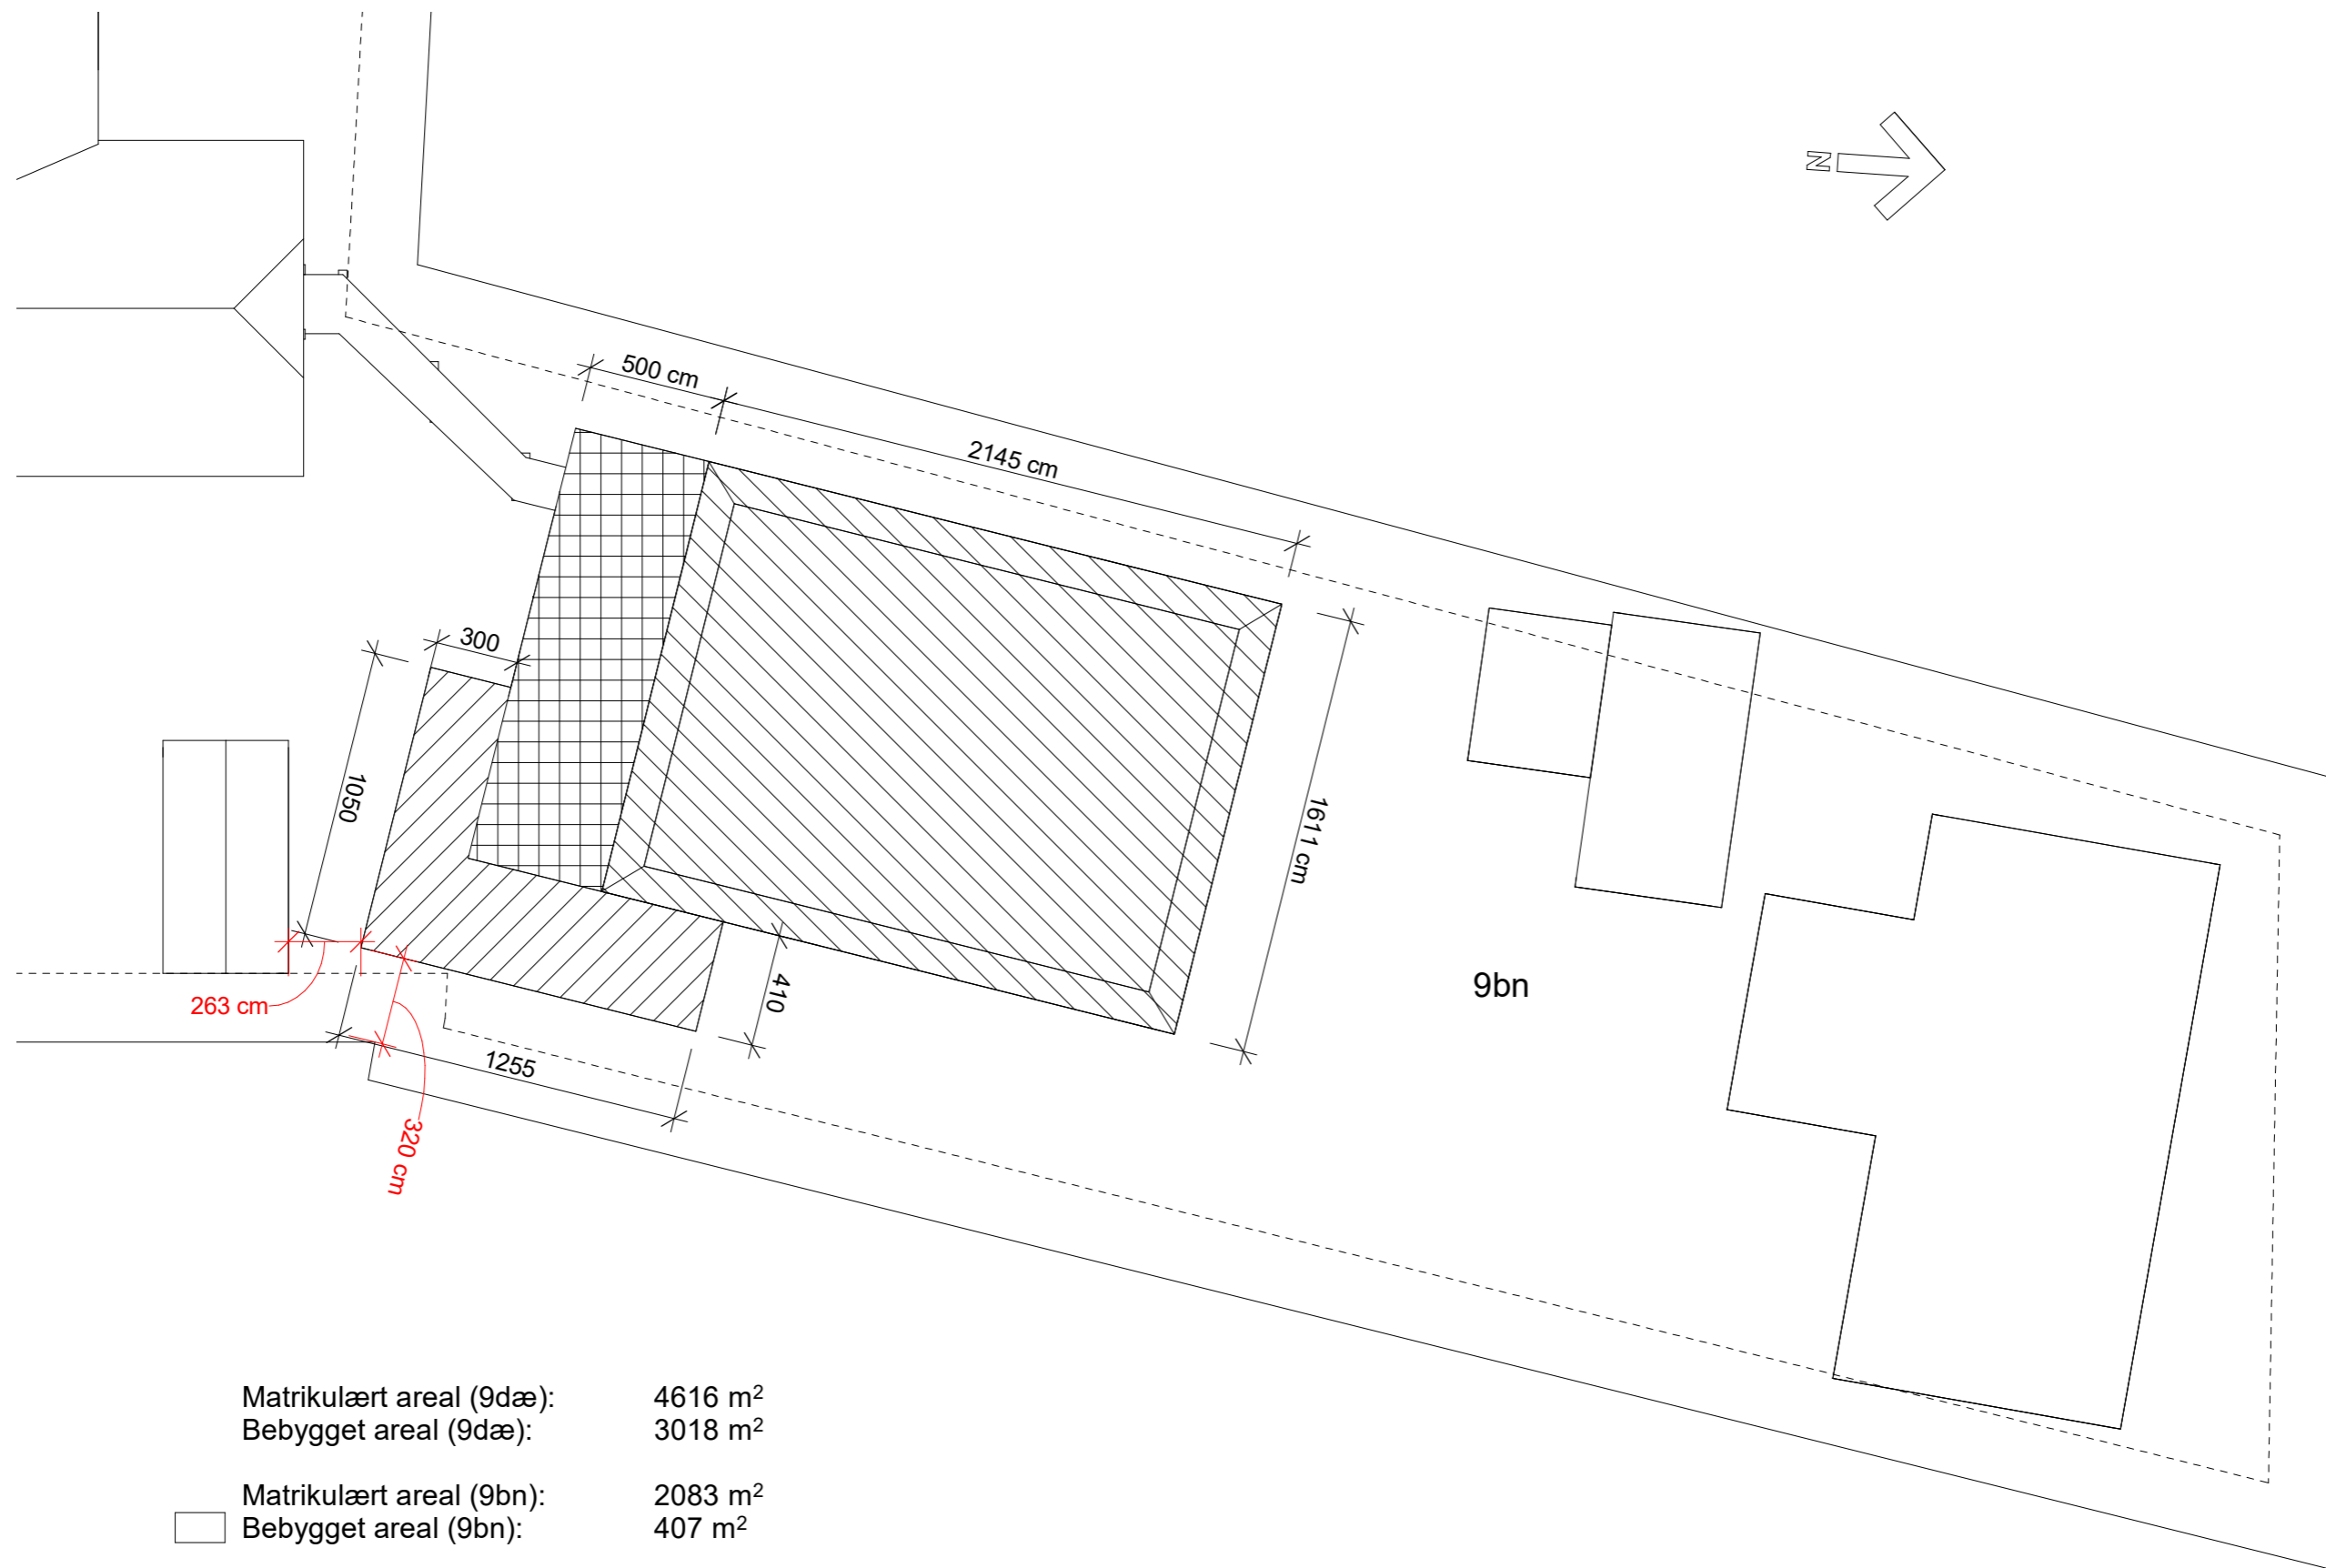 N
500 cm
2145 cm
300
1050
1611 cm
263 cm
410
9bn
1255
320 cm
Matrikulært areal (9dæ): 4616 m²
Bebygget areal (9dæ): 3018 m²
Matrikulært areal (9bn): 2083 m²
Bebygget areal (9bn): 407 m²